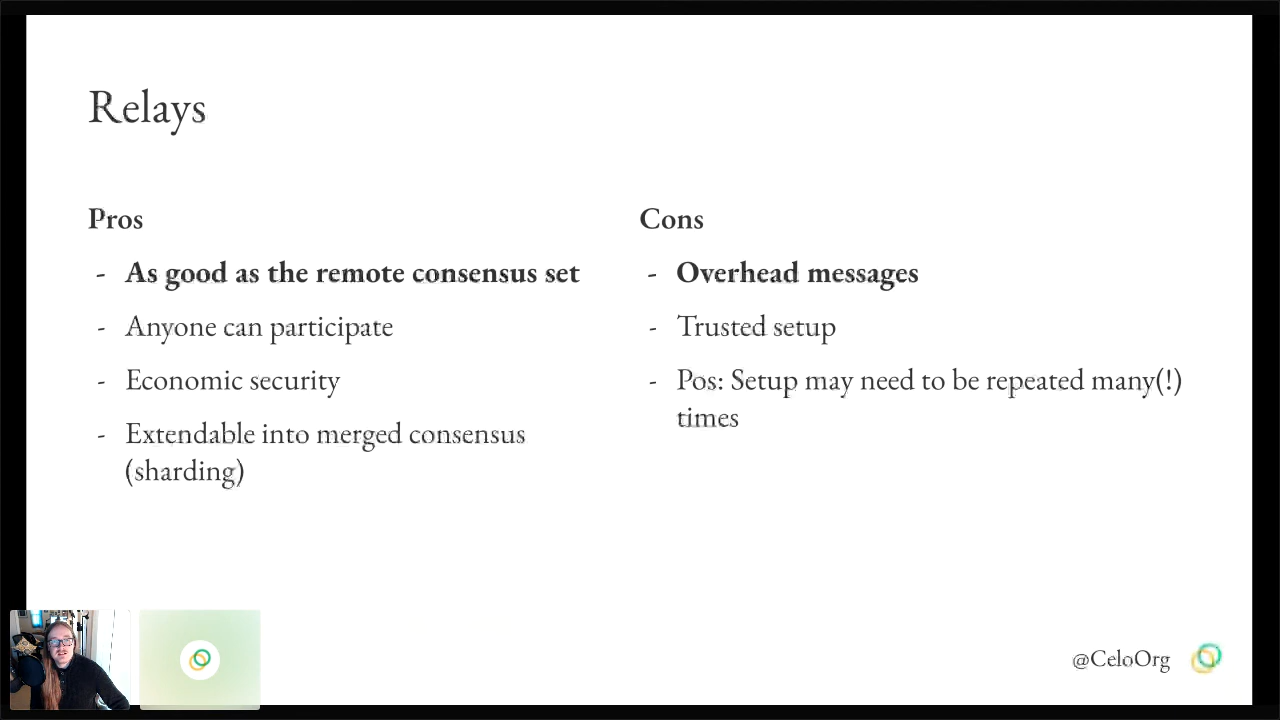 Relays
Pros
- As good as the remote consensus set
- Anyone can participate
- Economic security
- Extendable into merged consensus
(sharding)
Cons
- Overhead messages
- Trusted setup
- Pos: Setup may need to be repeated many(!)
times
@CeloOrg